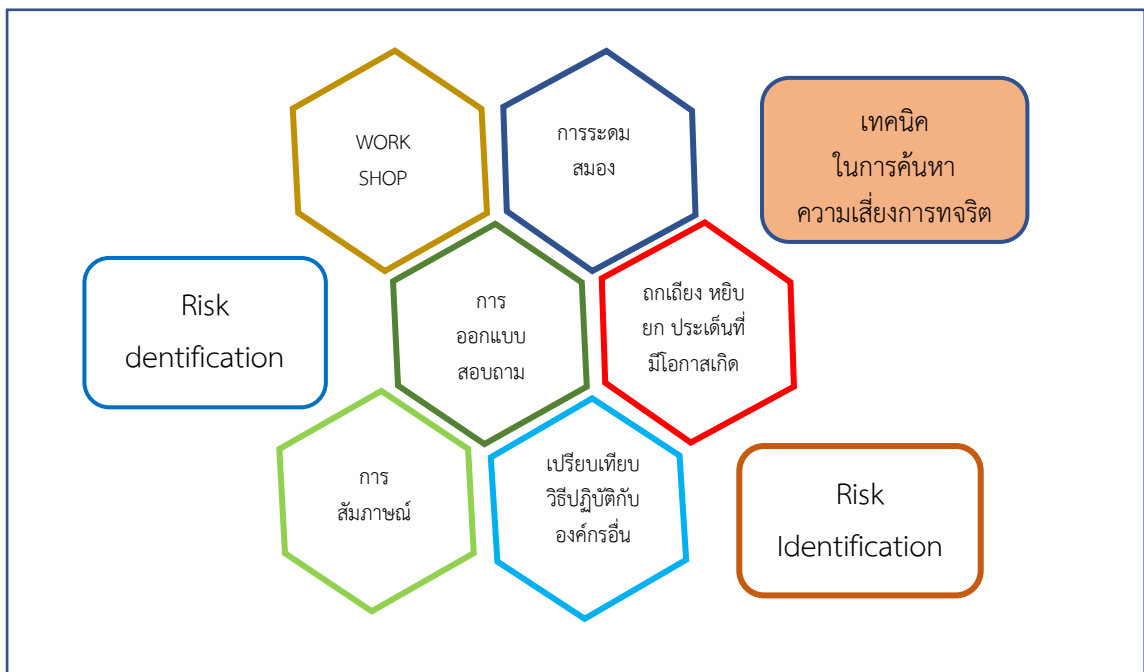 WORK
SHOP
การระดม
สมอง
เทคนิค
ในการค้นหา
ความเสี่ยงการทจริต
Risk
dentification
การ
ออกแบบ
สอบถาม
ถกเถียง หยิบ
ยก ประเด็นที่
มีโอกาสเกิด
การ
สัมภาษณ์
เปรียบเทียบ
วิธีปฏิบัติกับ
องค์กรอื่น
Risk
Identification